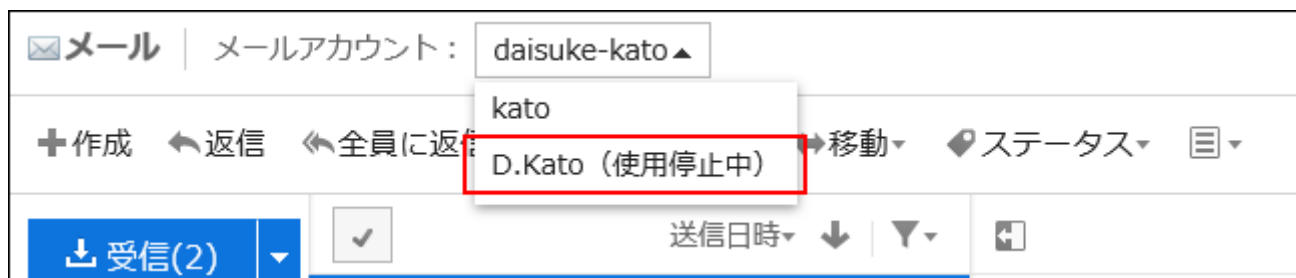 メール メールアカウント： daisuke-kato
kato
作成 返信 全員に返信 移動 ステータス
D.Kato（使用停止中）
受信(2) 送信日時